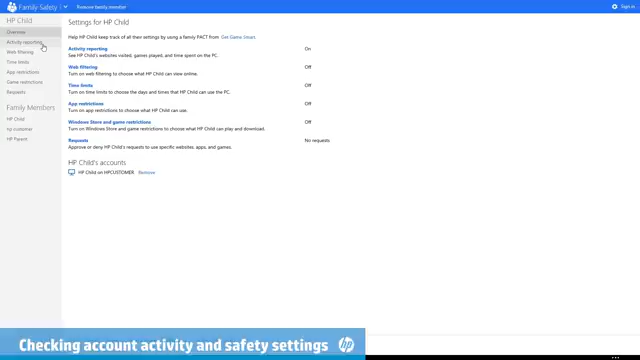 Family Safety
Remove family member
Sign in
HP Child
Overview
Activity reporting
Web filtering
Time limits
App restrictions
Game restrictions
Requests
Family Members
HP Child
hp customer
HP Parent
Settings for HP Child
Help HP Child keep track of all their settings by using a family PACT from Get Game Smart.
Activity reporting On
See HP Child's websites visited, games played, and time spent on the PC.
Web filtering Off
Turn on web filtering to choose what HP Child can view online.
Time limits Off
Turn on time limits to choose the days and times that HP Child can use the PC.
App restrictions Off
Turn on app restrictions to choose what HP Child can use.
Windows Store and game restrictions Off
Turn on Windows Store and game restrictions to choose what HP Child can play and download.
Requests No requests
Approve or deny HP Child's requests to use specific websites, apps, and games.
HP Child's accounts
HP Child on HPCUSTOMER Remove
Checking account activity and safety settings
hp